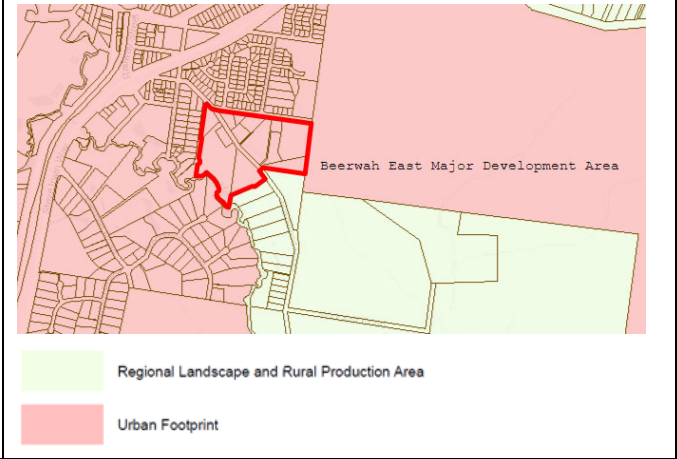 Beerwah East Major Development Area
Regional Landscape and Rural Production Area
Urban Footprint